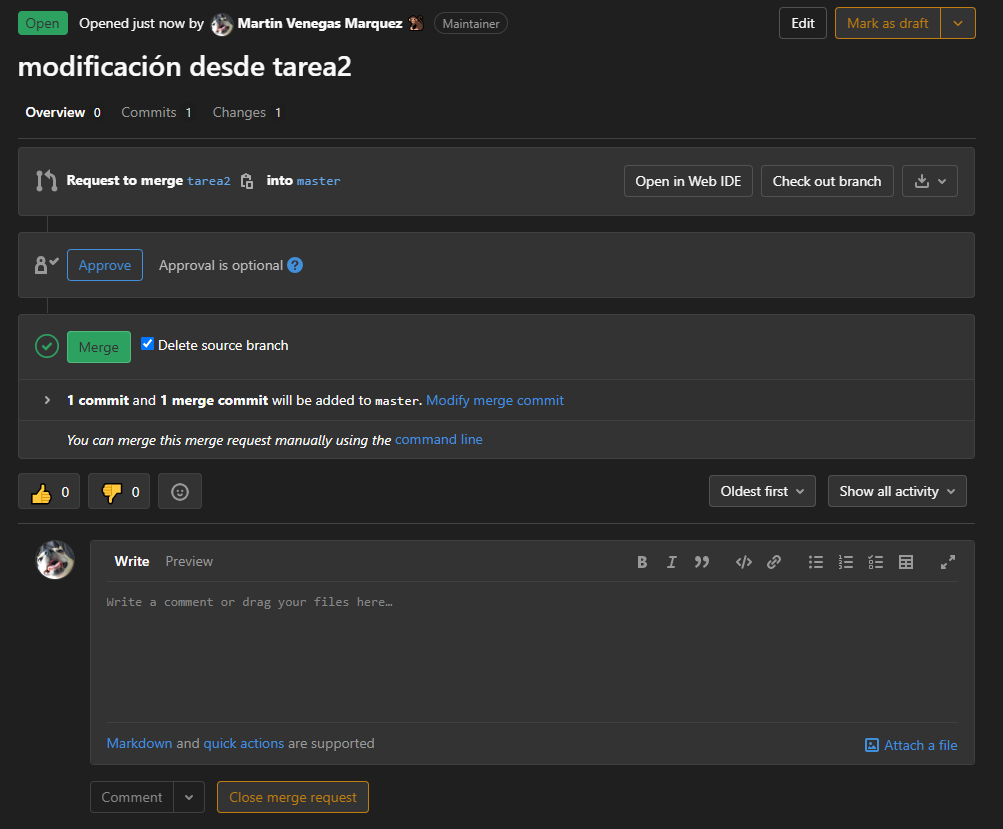 Open Opened just now by Martin Venegas Marquez Maintainer Edit Mark as draft
modificación desde tarea2
Overview 0 Commits 1 Changes 1
Request to merge tarea2 into master Open in Web IDE Check out branch
Approve Approval is optional ?
Merge Delete source branch
1 commit and 1 merge commit will be added to master. Modify merge commit
You can merge this merge request manually using the command line
0 0 Oldest first Show all activity
Write Preview
Write a comment or drag your files here…
Markdown and quick actions are supported Attach a file
Comment Close merge request